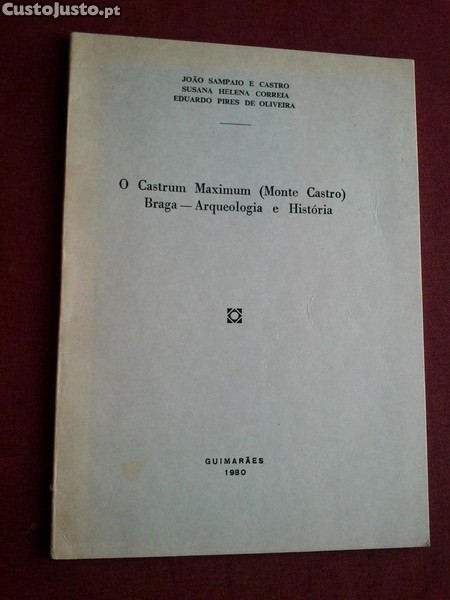 CustoJusto.pt
JOÃO SAMPAIO E CASTRO
SUSANA HELENA CORREIA
EDUARDO PIRES DE OLIVEIRA
O Castrum Maximum (Monte Castro)
Braga — Arqueologia e História
GUIMARÃES
1980